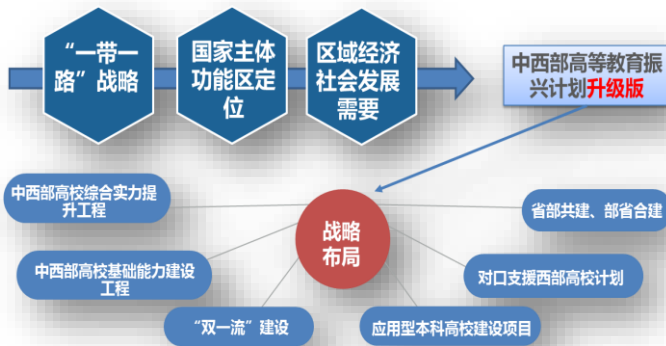 “一带一
路”战略
国家主体
功能区定
位
区域经济
社会发展
需要
中西部高等教育振
兴计划升级版
中西部高校综合实力提
升工程
省部共建、部省合建
战略
布局
中西部高校基础能力建设
工程
对口支援西部高校计划
“双一流”建设
应用型本科高校建设项目